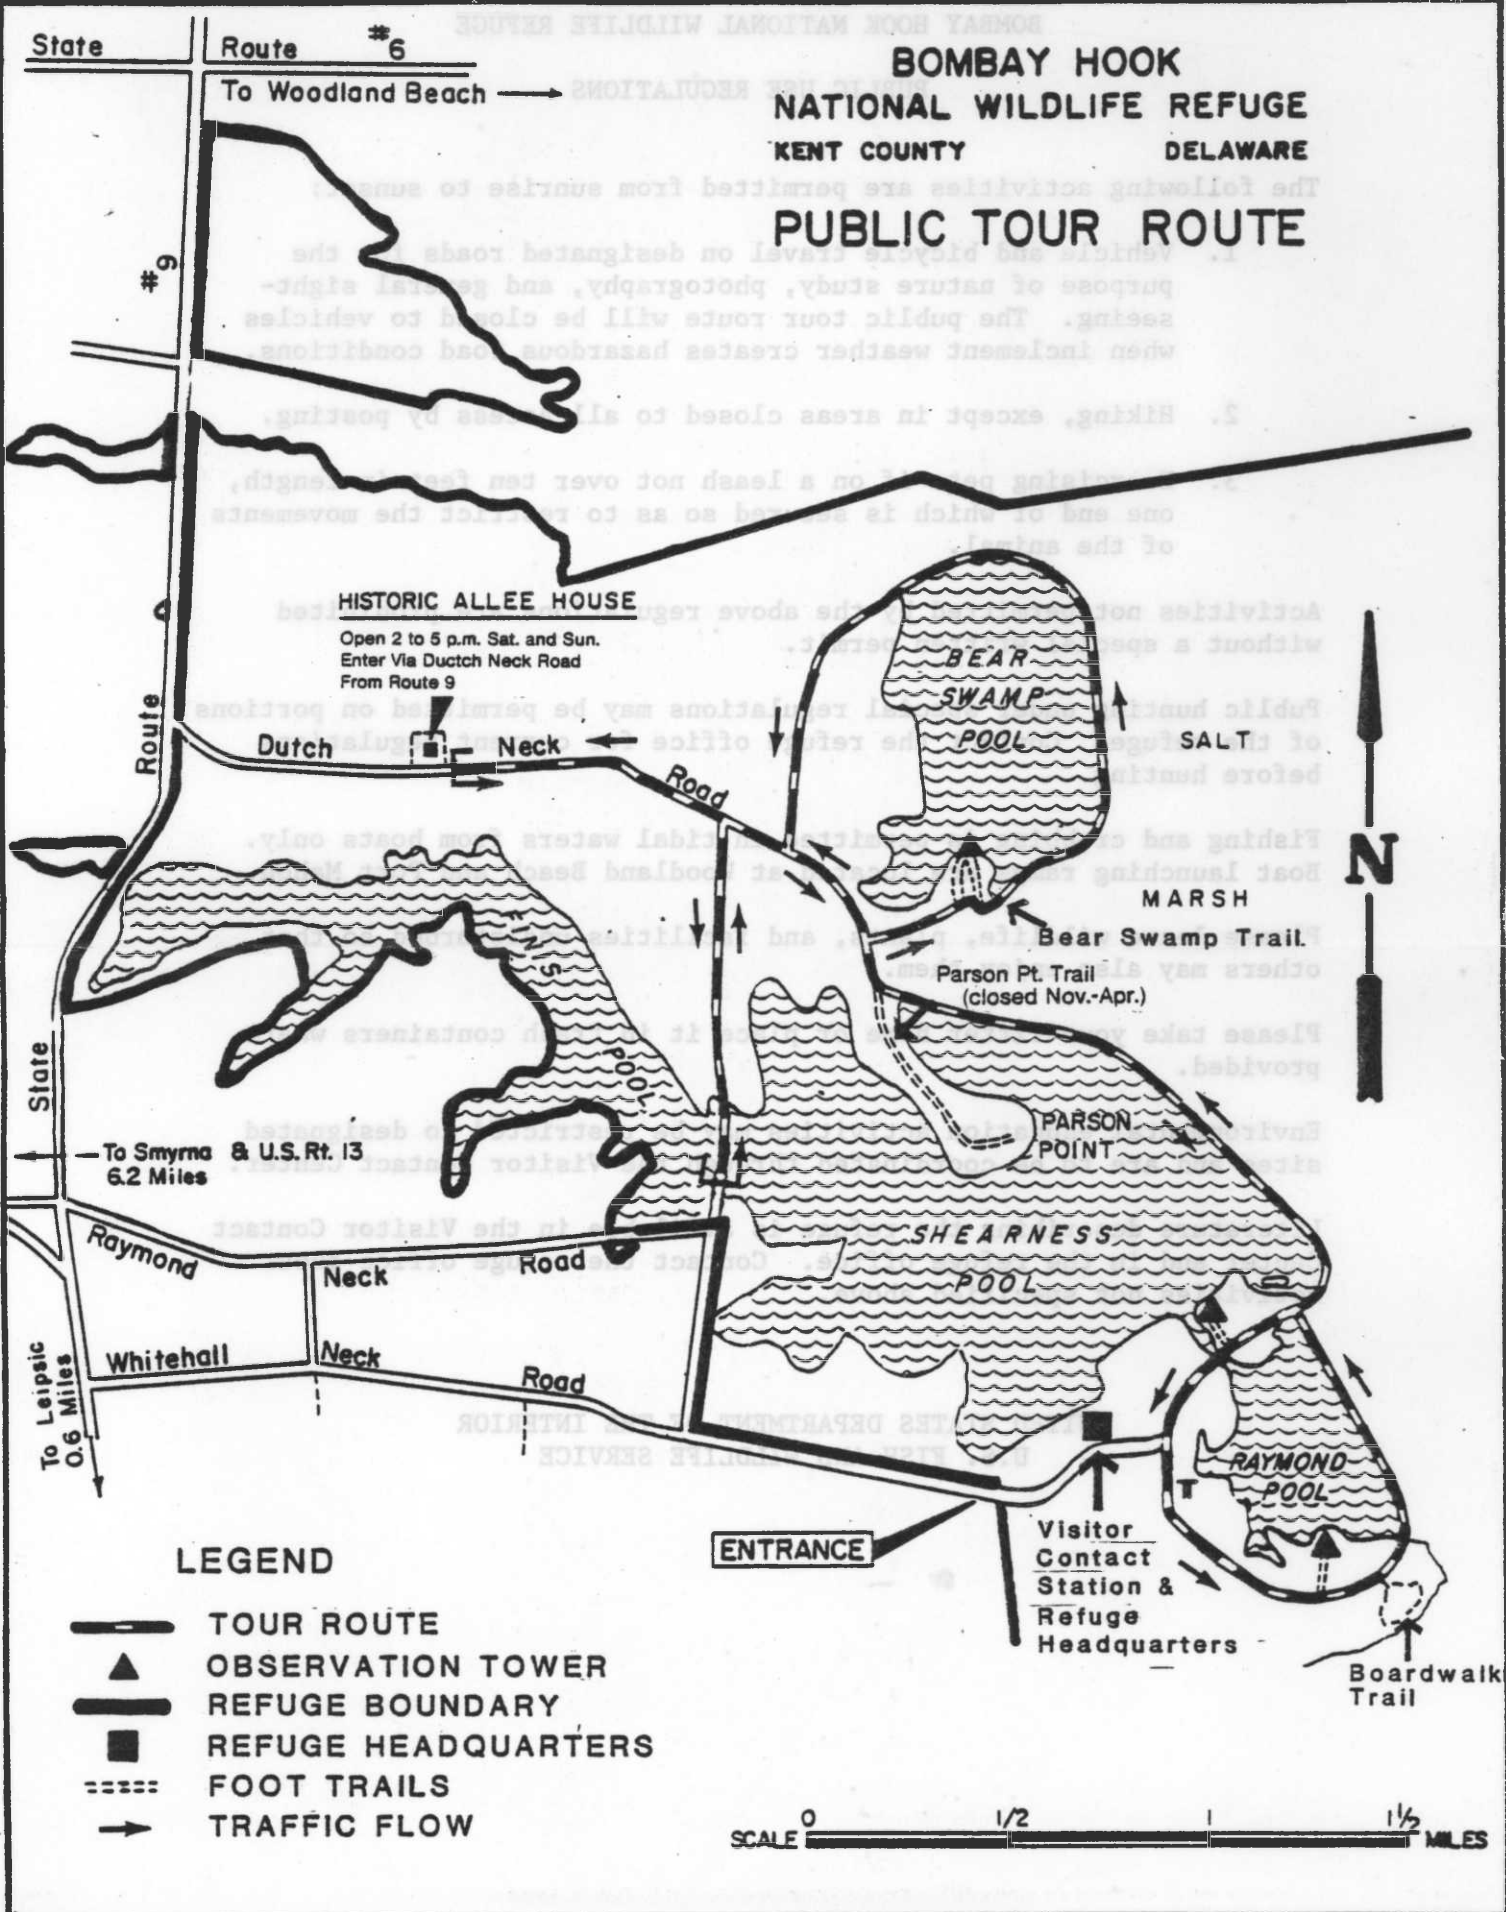 BOMBAY HOOK
NATIONAL WILDLIFE REFUGE
KENT COUNTY DELAWARE
PUBLIC TOUR ROUTE
State Route #6
To Woodland Beach
#9
HISTORIC ALLEE HOUSE
Open 2 to 5 p.m. Sat. and Sun.
Enter Via Ductch Neck Road
From Route 9
Route
Dutch Neck Road
BEAR
SWAMP
POOL
SALT
MARSH
N
Bear Swamp Trail
Parson Pt. Trail
(closed Nov.-Apr.)
FINIS
POOL
PARSON
POINT
State
To Smyrna & U.S. Rt. 13
6.2 Miles
SHEARNESS
POOL
Raymond Neck Road
Whitehall Neck Road
To Leipsic
0.6 Miles
RAYMOND
POOL
T
ENTRANCE
Visitor
Contact
Station &
Refuge
Headquarters
Boardwalk
Trail
LEGEND
TOUR ROUTE
OBSERVATION TOWER
REFUGE BOUNDARY
REFUGE HEADQUARTERS
FOOT TRAILS
TRAFFIC FLOW
SCALE 0 1/2 1 1 1/2 MILES